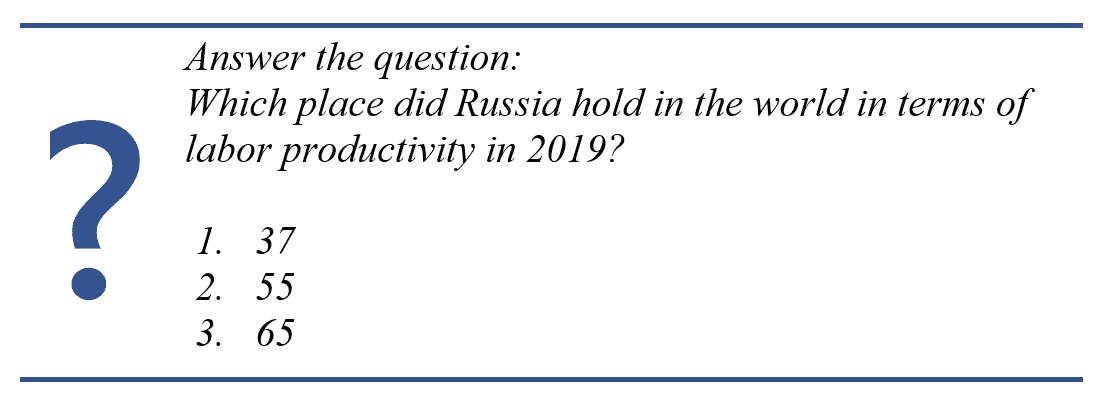 Answer the question:
Which place did Russia hold in the world in terms of
labor productivity in 2019?
1. 37
2. 55
3. 65